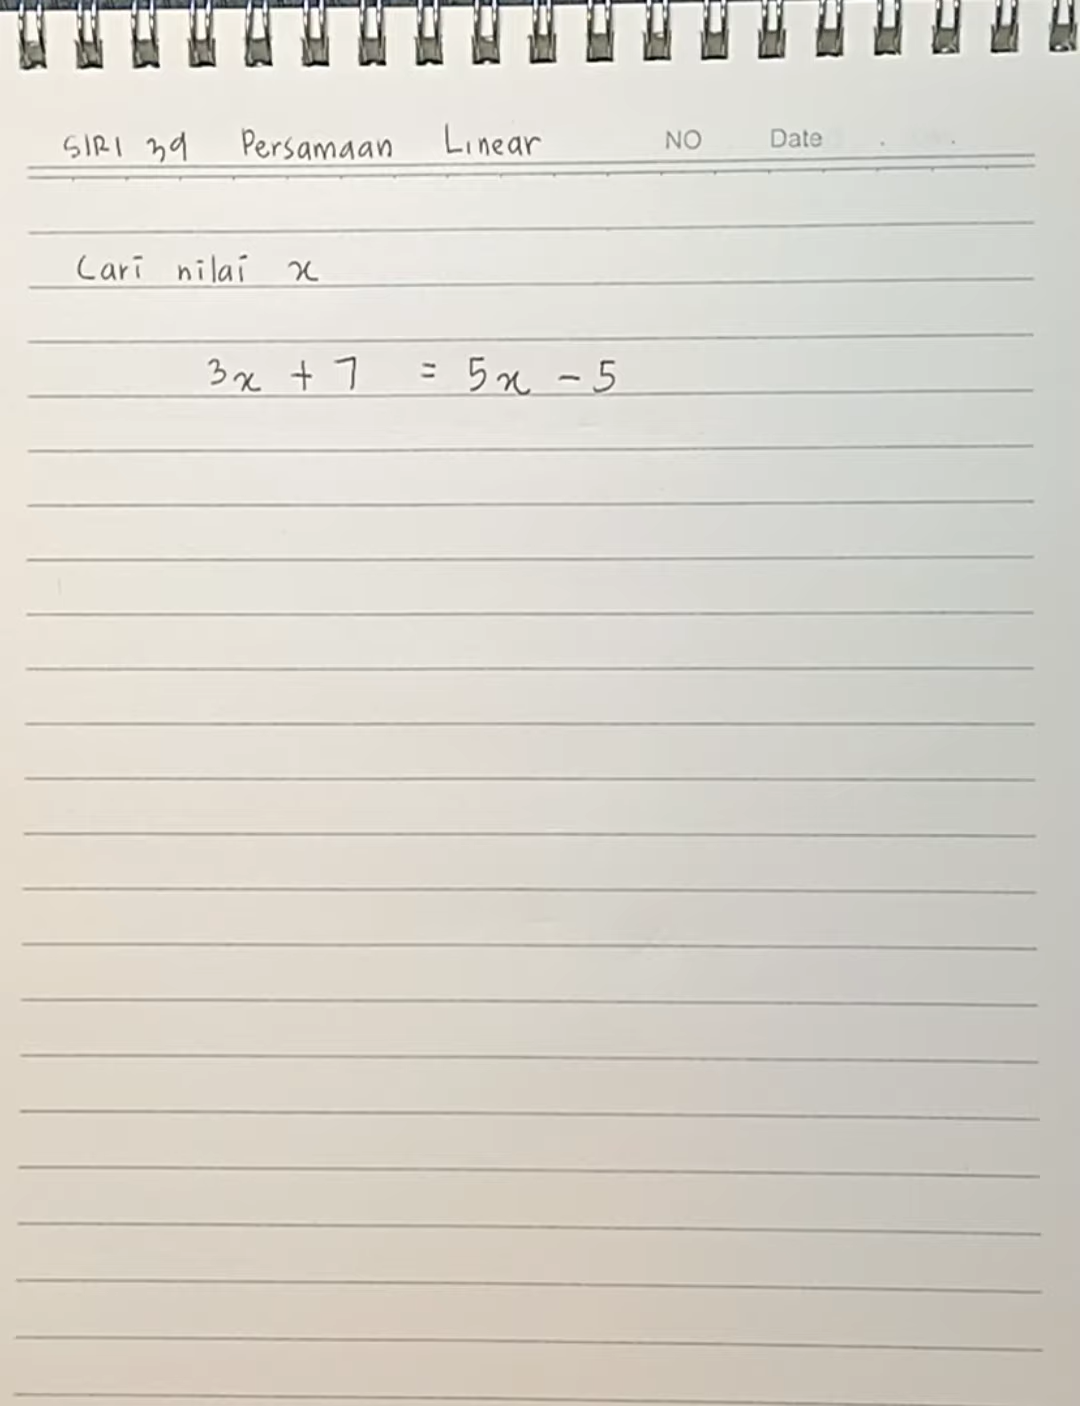 SIRI 39 Persamaan Linear NO Date
Cari nilai x
3x + 7 = 5x - 5